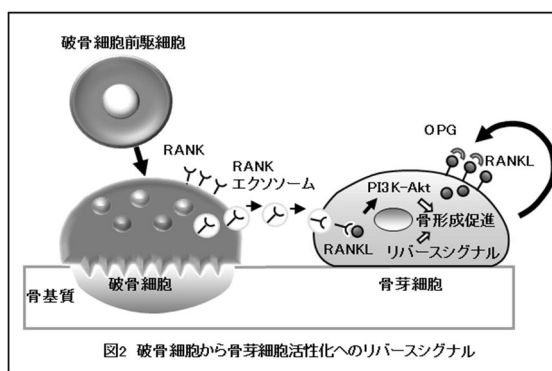 破骨細胞前駆細胞
RANK
RANK
エクソソーム
OPG
RANKL
PI3K-Akt
骨形成促進
RANKL
リバースシグナル
骨基質
破骨細胞
骨芽細胞
図2 破骨細胞から骨芽細胞活性化へのリバースシグナル